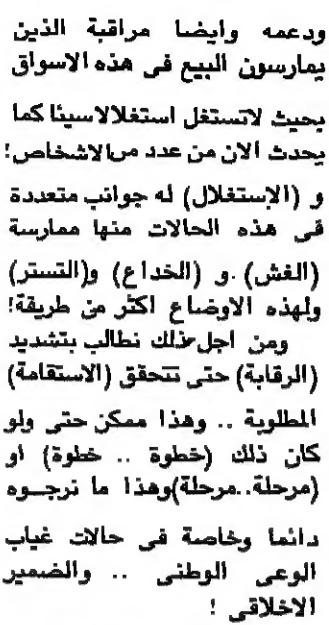 ودعمه وايضا مراقبة الذين
يمارسون البيع فى هذه الاسواق
بحيث لاتستغل استغلالاسيئا كما
يحدث الان من عدد من الاشخاص!
و (الإستغلال) له جوانب متعددة
فى هذه الحالات منها ممارسة
(الغش) .و (الخداع) و(التستر)
ولهذه الاوضاع اكثر من طريقة!
ومن اجل ذلك نطالب بتشديد
(الرقابة) حتى تتحقق (الاستقامة)
المطلوبة .. وهذا ممكن حتى ولو
كان ذلك (خطوة .. خطوة) او
(مرحلة..مرحلة)وهذا ما نرجوه
دائما وخاصة فى حالات غياب
الوعى الوطنى .. والضمير
الاخلاقى !